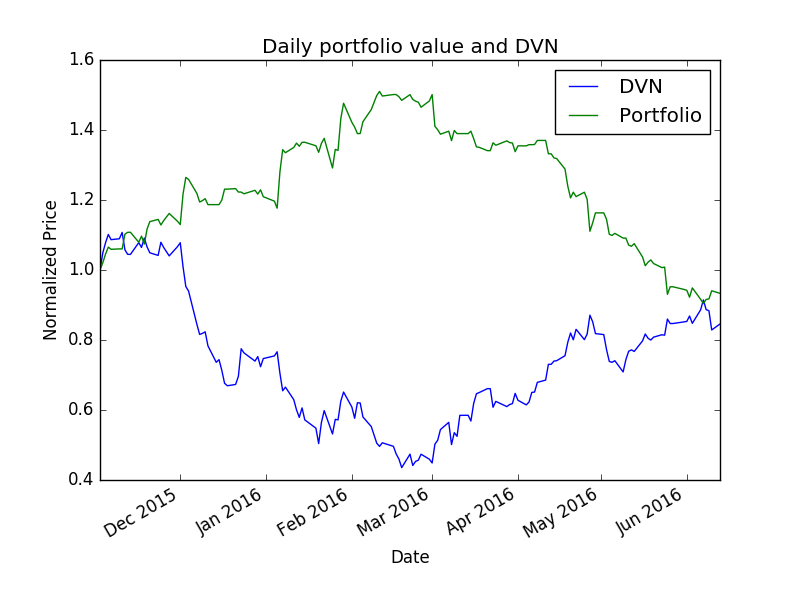 Daily portfolio value and DVN
1.6
1.4
1.2
1.0
0.8
0.6
0.4
Normalized Price
DVN
Portfolio
Dec 2015
Jan 2016
Feb 2016
Mar 2016
Apr 2016
May 2016
Jun 2016
Date